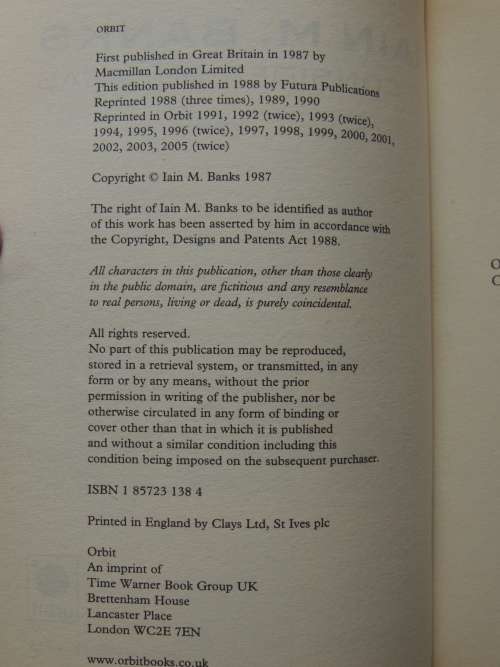 ORBIT
First published in Great Britain in 1987 by
Macmillan London Limited
This edition published in 1988 by Futura Publications
Reprinted 1988 (three times), 1989, 1990
Reprinted in Orbit 1991, 1992 (twice), 1993 (twice),
1994, 1995, 1996 (twice), 1997, 1998, 1999, 2000, 2001,
2002, 2003, 2005 (twice)
Copyright © Iain M. Banks 1987
The right of Iain M. Banks to be identified as author
of this work has been asserted by him in accordance with
the Copyright, Designs and Patents Act 1988.
All characters in this publication, other than those clearly
in the public domain, are fictitious and any resemblance
to real persons, living or dead, is purely coincidental.
All rights reserved.
No part of this publication may be reproduced,
stored in a retrieval system, or transmitted, in any
form or by any means, without the prior
permission in writing of the publisher, nor be
otherwise circulated in any form of binding or
cover other than that in which it is published
and without a similar condition including this
condition being imposed on the subsequent purchaser.
ISBN 1 85723 138 4
Printed in England by Clays Ltd, St Ives plc
Orbit
An imprint of
Time Warner Book Group UK
Brettenham House
Lancaster Place
London WC2E 7EN
www.orbitbooks.co.uk